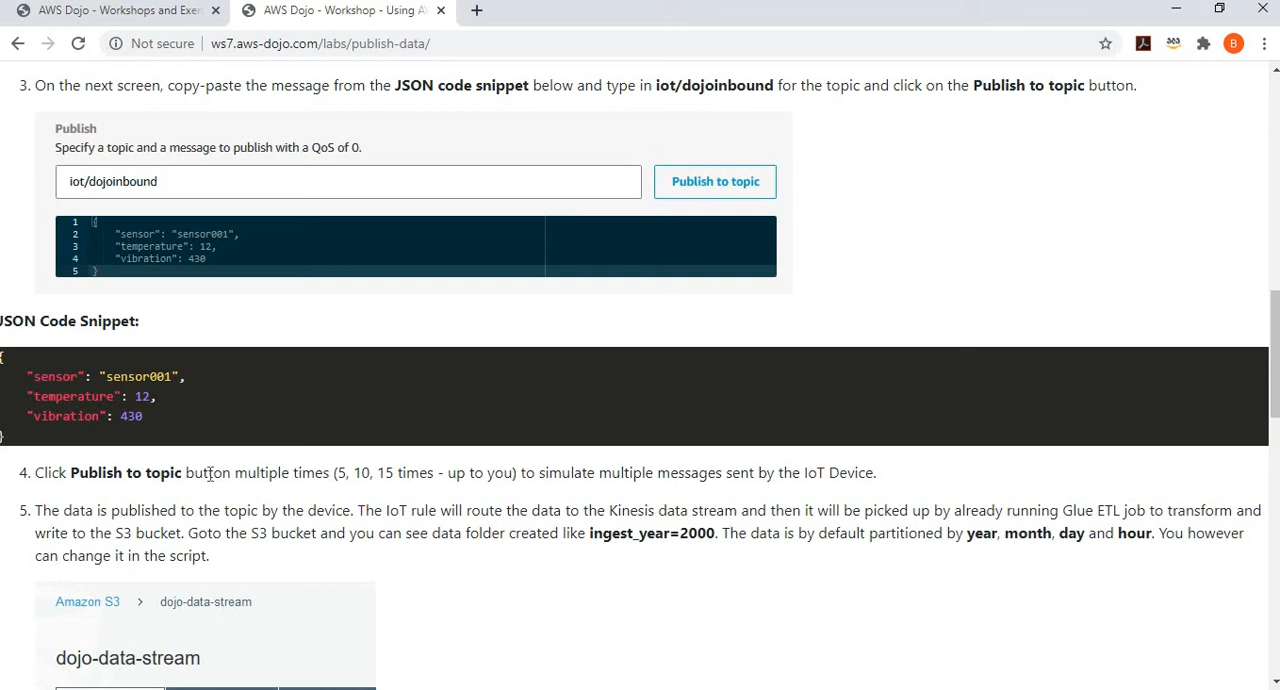 AWS Dojo - Workshops and Exer
AWS Dojo - Workshop - Using AV
Not secure
ws7.aws-dojo.com/labs/publish-data/
B
3. On the next screen, copy-paste the message from the JSON code snippet below and type in iot/dojoinbound for the topic and click on the Publish to topic button.
Publish
Specify a topic and a message to publish with a QoS of 0.
iot/dojoinbound
Publish to topic
1 {
2 "sensor": "sensor001",
3 "temperature": 12,
4 "vibration": 430
5 }
JSON Code Snippet:
{
"sensor": "sensor001",
"temperature": 12,
"vibration": 430
}
4. Click Publish to topic button multiple times (5, 10, 15 times - up to you) to simulate multiple messages sent by the IoT Device.
5. The data is published to the topic by the device. The IoT rule will route the data to the Kinesis data stream and then it will be picked up by already running Glue ETL job to transform and
write to the S3 bucket. Goto the S3 bucket and you can see data folder created like ingest_year=2000. The data is by default partitioned by year, month, day and hour. You however
can change it in the script.
Amazon S3 > dojo-data-stream
dojo-data-stream